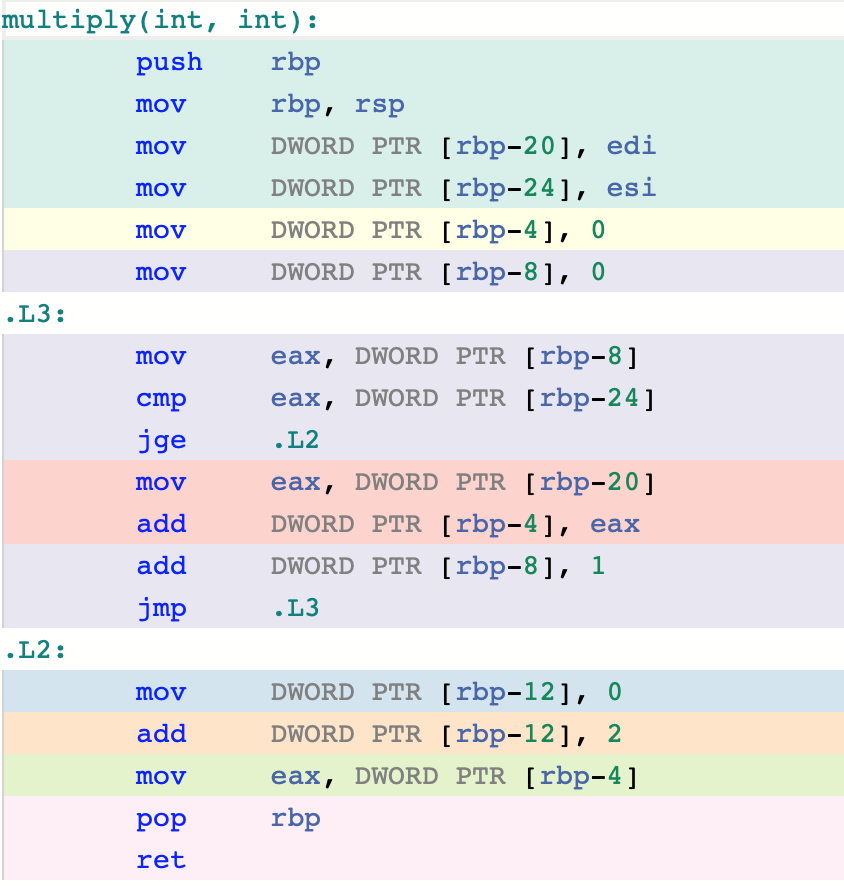 multiply(int, int):
push rbp
mov rbp, rsp
mov DWORD PTR [rbp-20], edi
mov DWORD PTR [rbp-24], esi
mov DWORD PTR [rbp-4], 0
mov DWORD PTR [rbp-8], 0
.L3:
mov eax, DWORD PTR [rbp-8]
cmp eax, DWORD PTR [rbp-24]
jge .L2
mov eax, DWORD PTR [rbp-20]
add DWORD PTR [rbp-4], eax
add DWORD PTR [rbp-8], 1
jmp .L3
.L2:
mov DWORD PTR [rbp-12], 0
add DWORD PTR [rbp-12], 2
mov eax, DWORD PTR [rbp-4]
pop rbp
ret